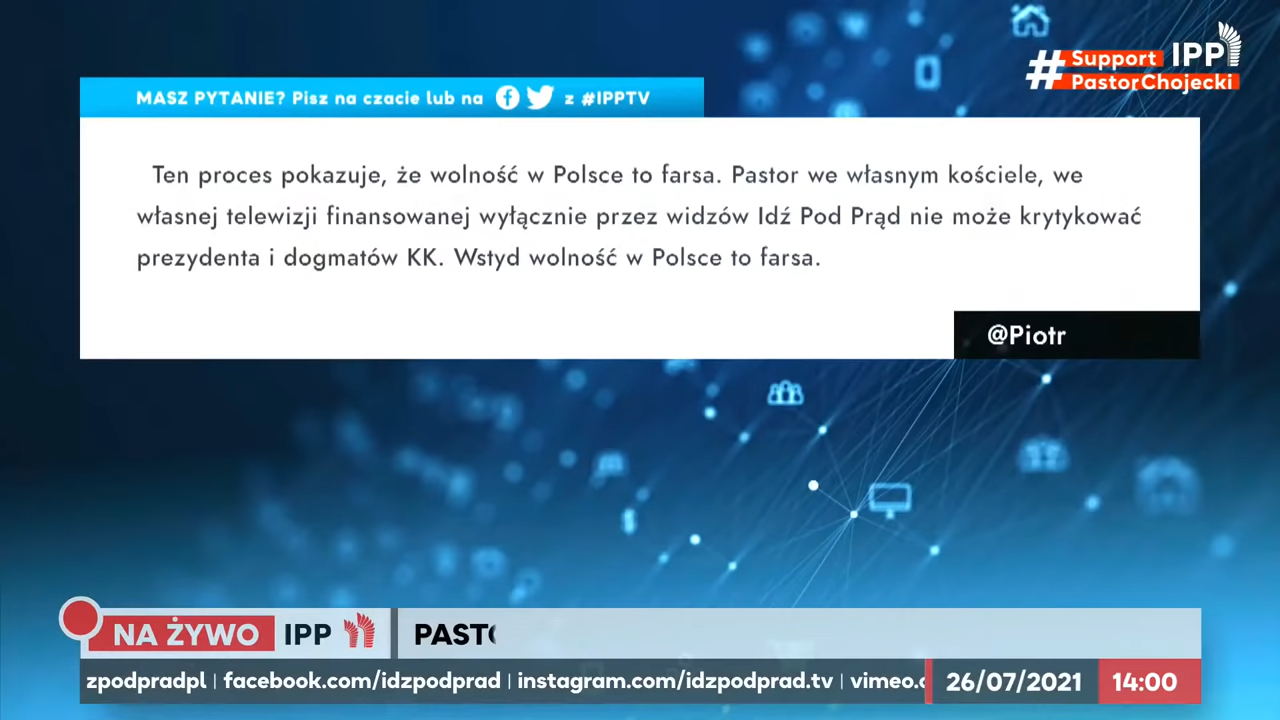 #Support PastorChojecki
IPP
MASZ PYTANIE? Pisz na czacie lub na z #IPPTV
Ten proces pokazuje, że wolność w Polsce to farsa. Pastor we własnym kościele, we
własnej telewizji finansowanej wyłącznie przez widzów Idź Pod Prąd nie może krytykować
prezydenta i dogmatów KK. Wstyd wolność w Polsce to farsa.
@Piotr
NA ŻYWO IPP PAST
zpodpradpl | facebook.com/idzpodprad | instagram.com/idzpodprad.tv | vimeo.c 26/07/2021 14:00